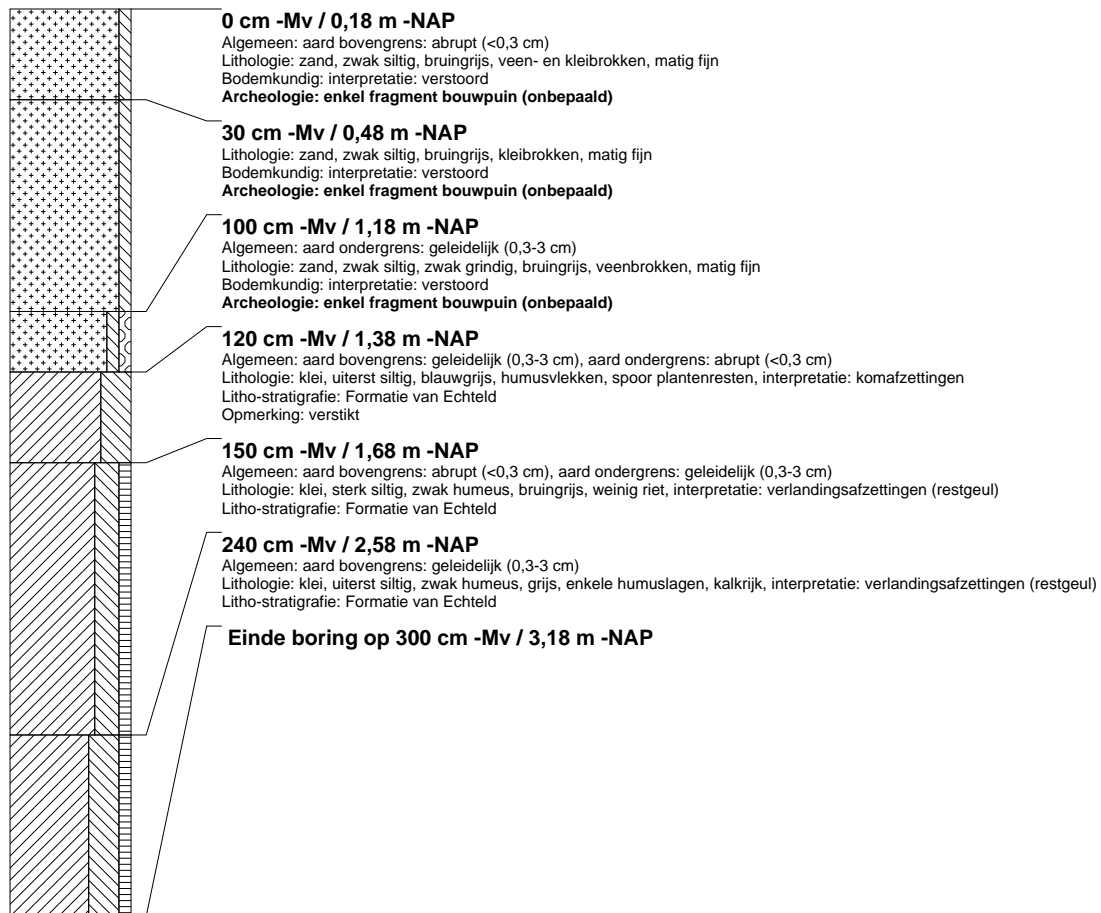 0 cm -Mv / 0,18 m -NAP
Algemeen: aard bovengrens: abrupt (<0,3 cm)
Lithologie: zand, zwak siltig, bruingrijs, veen- en kleibrokken, matig fijn
Bodemkundig: interpretatie: verstoord
Archeologie: enkel fragment bouwpuin (onbepaald)
30 cm -Mv / 0,48 m -NAP
Lithologie: zand, zwak siltig, bruingrijs, kleibrokken, matig fijn
Bodemkundig: interpretatie: verstoord
Archeologie: enkel fragment bouwpuin (onbepaald)
100 cm -Mv / 1,18 m -NAP
Algemeen: aard ondergrens: geleidelijk (0,3-3 cm)
Lithologie: zand, zwak siltig, zwak grindig, bruingrijs, veenbrokken, matig fijn
Bodemkundig: interpretatie: verstoord
Archeologie: enkel fragment bouwpuin (onbepaald)
120 cm -Mv / 1,38 m -NAP
Algemeen: aard bovengrens: geleidelijk (0,3-3 cm), aard ondergrens: abrupt (<0,3 cm)
Lithologie: klei, uiterst siltig, blauwgrijs, humusvlekken, spoor plantenresten, interpretatie: komafzettingen
Litho-stratigrafie: Formatie van Echteld
Opmerking: verstikt
150 cm -Mv / 1,68 m -NAP
Algemeen: aard bovengrens: abrupt (<0,3 cm), aard ondergrens: geleidelijk (0,3-3 cm)
Lithologie: klei, sterk siltig, zwak humeus, bruingrijs, weinig riet, interpretatie: verlandingsafzettingen (restgeul)
Litho-stratigrafie: Formatie van Echteld
240 cm -Mv / 2,58 m -NAP
Algemeen: aard bovengrens: geleidelijk (0,3-3 cm)
Lithologie: klei, uiterst siltig, zwak humeus, grijs, enkele humuslagen, kalkrijk, interpretatie: verlandingsafzettingen (restgeul)
Litho-stratigrafie: Formatie van Echteld
Einde boring op 300 cm -Mv / 3,18 m -NAP